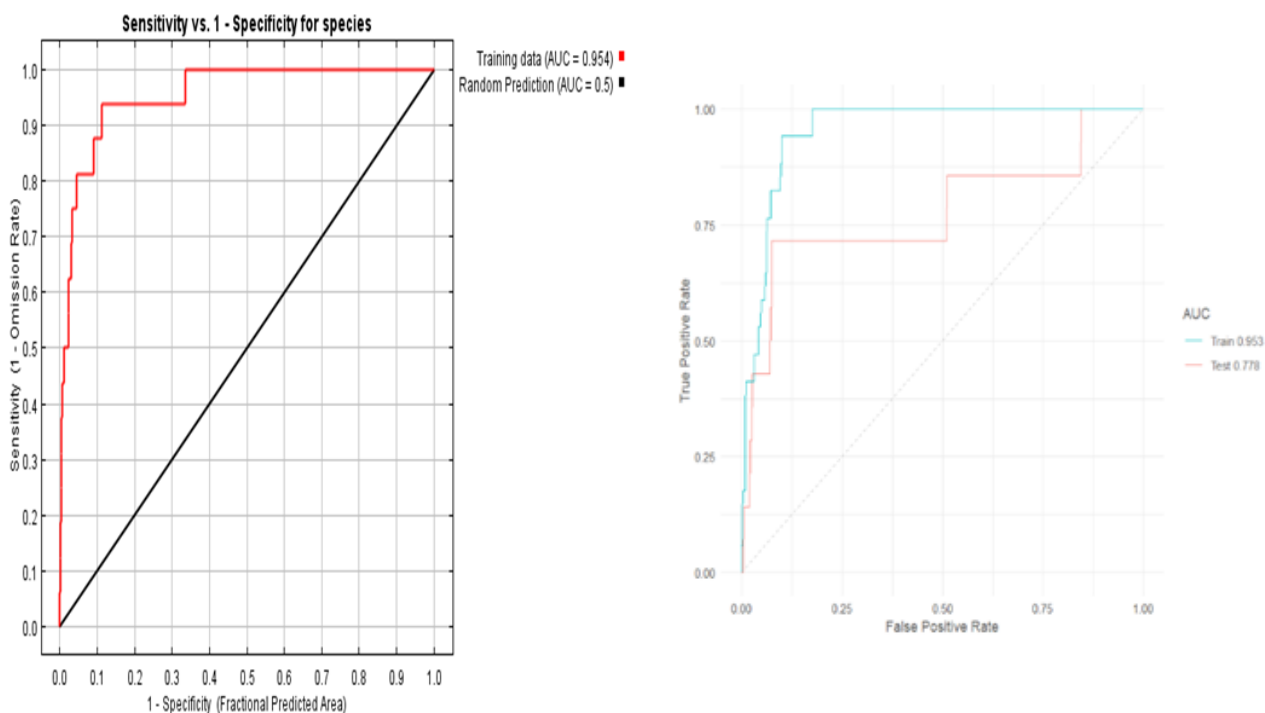 Sensitivity vs. 1 - Specificity for species
Training data (AUC = 0.954)
Random Prediction (AUC = 0.5)
Sensitivity (1 - Omission Rate)
1.0
0.9
0.8
0.7
0.6
0.5
0.4
0.3
0.2
0.1
0.0
0.0 0.1 0.2 0.3 0.4 0.5 0.6 0.7 0.8 0.9 1.0
1 - Specificity (Fractional Predicted Area)
True Positive Rate
1.00
0.75
0.50
0.25
0.00
0.00 0.25 0.50 0.75 1.00
False Positive Rate
AUC
Train 0.953
Test 0.778